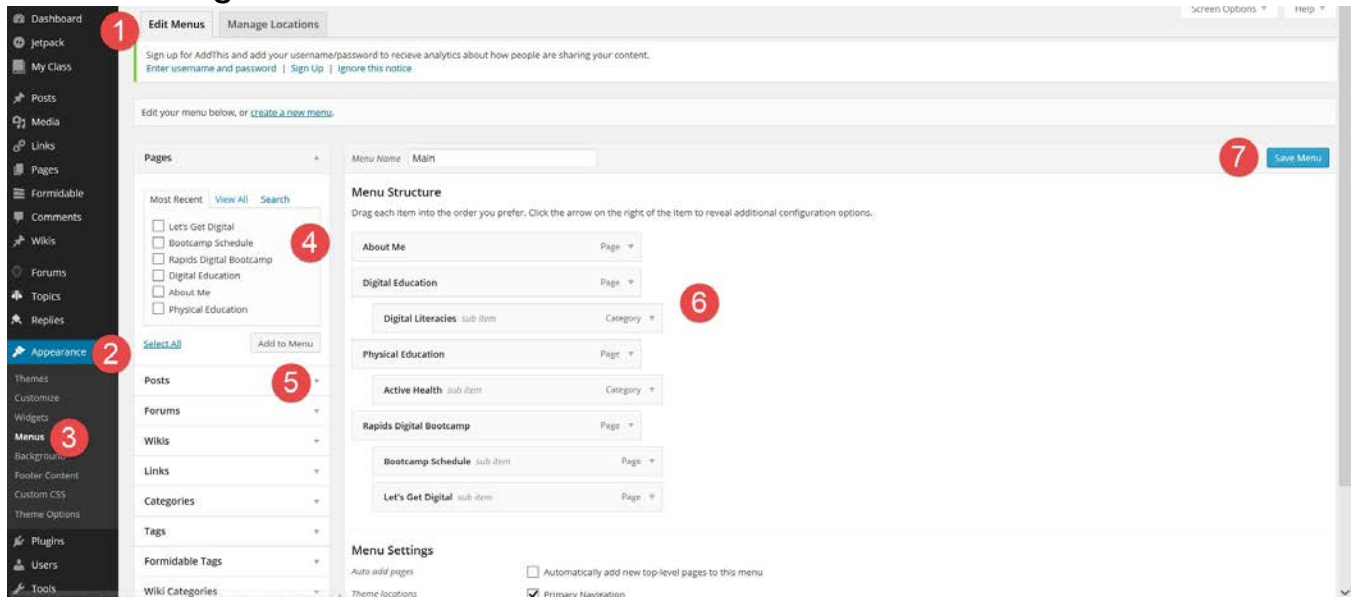 Screen Options Help
Dashboard
Jetpack
My Class
Posts
Media
Links
Pages
Formidable
Comments
Wikis
Forums
Topics
Replies
Appearance
Themes
Customize
Widgets
Menus
Background
Footer Content
Custom CSS
Theme Options
Plugins
Users
Tools
1
2
3
Edit Menus Manage Locations
Sign up for AddThis and add your username/password to recieve analytics about how people are sharing your content.
Enter username and password | Sign Up | Ignore this notice
Edit your menu below, or create a new menu.
Pages
Most Recent View All Search
Let's Get Digital
Bootcamp Schedule
Rapids Digital Bootcamp
Digital Education
About Me
Physical Education
4
Select All Add to Menu
Posts
5
Forums
Wikis
Links
Categories
Tags
Formidable Tags
Wiki Categories
Menu Name Main
7 Save Menu
Menu Structure
Drag each item into the order you prefer. Click the arrow on the right of the item to reveal additional configuration options.
About Me Page
Digital Education Page
6
Digital Literacies sub item Category
Physical Education Page
Active Health sub item Category
Rapids Digital Bootcamp Page
Bootcamp Schedule sub item Page
Let's Get Digital sub item Page
Menu Settings
Auto add pages Automatically add new top-level pages to this menu
Theme locations Primary Navigation